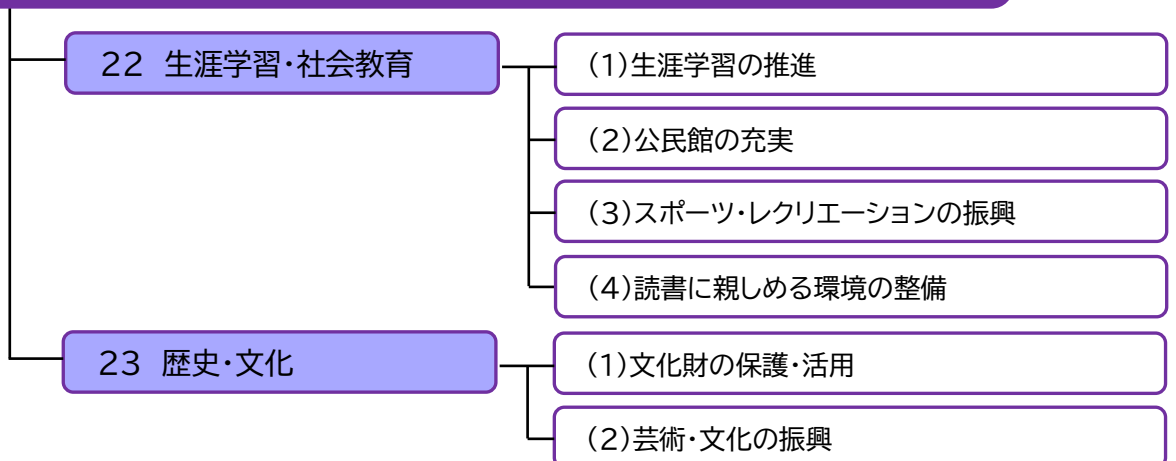 22 生涯学習・社会教育
(1)生涯学習の推進
(2)公民館の充実
(3)スポーツ・レクリエーションの振興
(4)読書に親しめる環境の整備
23 歴史・文化
(1)文化財の保護・活用
(2)芸術・文化の振興